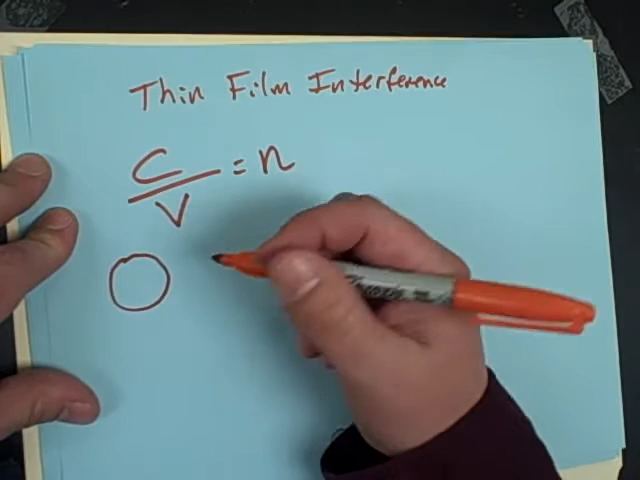 Thin Film Interference
C/V = n